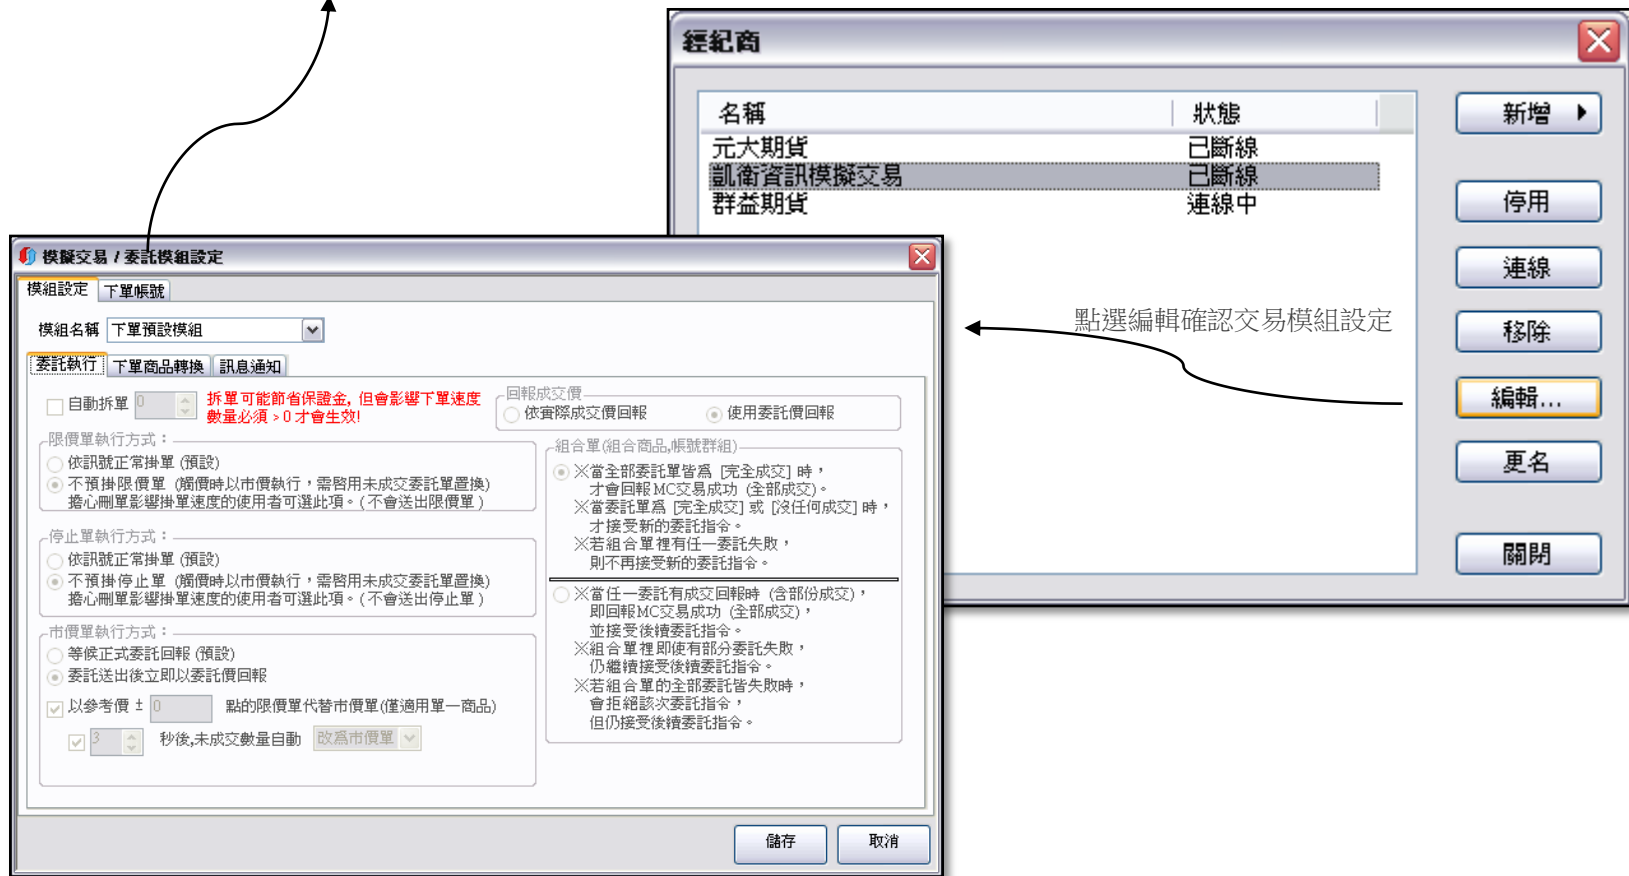 經紀商
名稱 狀態
元大期貨 已斷線
凱衛資訊模擬交易 已斷線
群益期貨 連線中
新增
停用
連線
移除
編輯...
更名
關閉
點選編輯確認交易模組設定
模擬交易 / 委託模組設定
模組設定 下單帳號
模組名稱 下單預設模組
委託執行 下單商品轉換 訊息通知
自動拆單 0 拆單可能節省保證金, 但會影響下單速度
數量必須 > 0 才會生效!
限價單執行方式：
依訊號正常掛單 (預設)
不預掛限價單 (觸價時以市價執行，需啓用未成交委託單置換)
擔心刪單影響掛單速度的使用者可選此項。( 不會送出限價單 )
停止單執行方式：
依訊號正常掛單 (預設)
不預掛停止單 (觸價時以市價執行，需啓用未成交委託單置換)
擔心刪單影響掛單速度的使用者可選此項。( 不會送出停止單 )
市價單執行方式：
等候正式委託回報 (預設)
委託送出後立即以委託價回報
以參考價 ± 0 點的限價單代替市價單(僅適用單一商品)
3 秒後,未成交數量自動 改爲市價單
回報成交價
依實際成交價回報 使用委託價回報
組合單(組合商品,帳號群組)
※當全部委託單皆爲 [完全成交] 時，
才會回報MC交易成功 (全部成交)。
※當委託單爲 [完全成交] 或 [沒任何成交] 時，
才接受新的委託指令。
※若組合單裡有任一委託失敗，
則不再接受新的委託指令。
※當任一委託有成交回報時 (含部份成交)，
即回報MC交易成功 (全部成交)，
並接受後續委託指令。
※組合單裡即使有部分委託失敗，
仍繼續接受後續委託指令。
※若組合單的全部委託皆失敗時，
會拒絕該次委託指令，
但仍接受後續委託指令。
儲存 取消